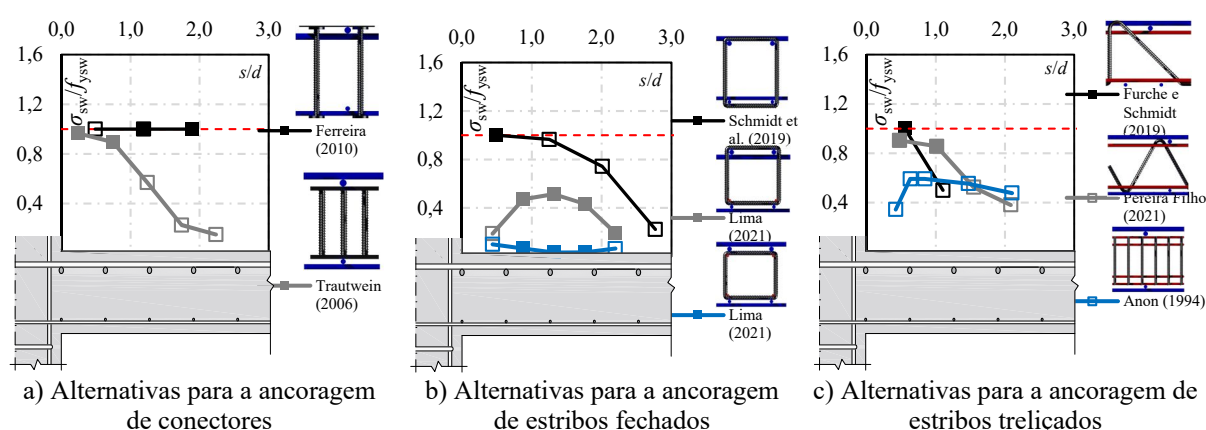 0,0 1,0 2,0 3,0
1,6
1,2
0,8
0,4
σsw/fysw
s/d
Ferreira
(2010)
Trautwein
(2006)
a) Alternativas para a ancoragem
de conectores
0,0 1,0 2,0 3,0
1,6
1,2
0,8
0,4
σsw/fysw
s/d
Schmidt et
al. (2019)
Lima
(2021)
Lima
(2021)
b) Alternativas para a ancoragem
de estribos fechados
0,0 1,0 2,0 3,0
1,6
1,2
0,8
0,4
σsw/fysw
s/d
Furche e
Schmidt
(2019)
Pereira Filho
(2021)
Anon (1994)
c) Alternativas para a ancoragem de
estribos treliçados